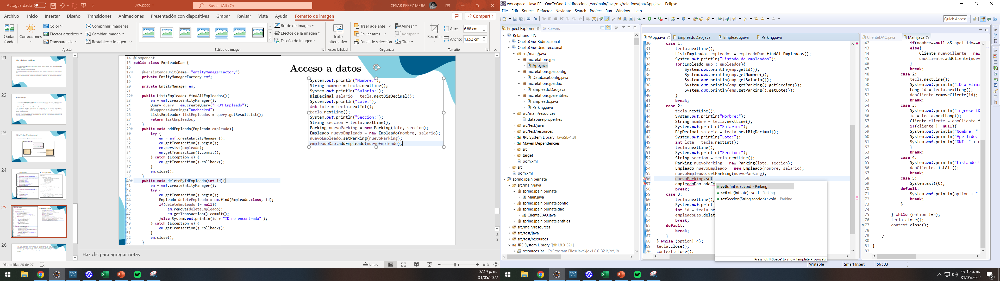 Autoguardado
JPA.pptx
Buscar (Alt+Q)
CESAR PEREZ MEJIA
Archivo Inicio Insertar Diseño Transiciones Animaciones Presentación con diapositivas Grabar Revisar Vista Ayuda Formato de imagen
Compartir
Quitar fondo
Correcciones
Color
Efectos artísticos
Transparencia
Comprimir imágenes
Cambiar imagen
Restablecer imagen
Ajustar
Estilos de imagen
Borde de imagen
Efectos de la imagen
Diseño de imagen
Texto alternativo
Accesibilidad
Traer adelante
Enviar atrás
Panel de selección
Alinear
Agrupar
Girar
Organizar
Recortar
Alto: 6.88 cm
Ancho: 13.52 cm
Tamaño
21
22
23
24
25
26
14 @Component
15 public class EmpleadoDao {
16
17 @PersistenceUnit(name= "entityManagerFactory")
18 private EntityManagerFactory emf;
19
20 private EntityManager em;
21
22 public List<Empleado> findAllEmpleados(){
23 em = emf.createEntityManager();
24 Query query = em.createQuery("FROM Empleado");
25 @SuppressWarnings("unchecked")
26 List<Empleado> listEmpleados = query.getResultList();
27 return listEmpleados;
28 }
29 public void addEmpleado(Empleado empleado){
30 try {
31 em = emf.createEntityManager();
32 em.getTransaction().begin();
33 em.persist(empleado);
34 em.getTransaction().commit();
35 } catch (Exception e) {
36 em.getTransaction().rollback();
37 }
38 em.close();
39 }
40 public void deleteByIdEmpleado(int id){
41 em = emf.createEntityManager();
42 try {
43 em.getTransaction().begin();
44 Empleado deleteEmpleado = em.find(Empleado.class, id);
45 if(deleteEmpleado != null){
46 em.remove(deleteEmpleado);
47 em.getTransaction().commit();
48 }else System.out.println(id + "ID no encontrada" );
49 } catch (Exception e) {
50 em.getTransaction().rollback();
51 }
52 em.close();
53 }
Acceso a datos
System.out.println("Nombre:");
String nombre = tecla.nextLine();
System.out.println("Salario:");
BigDecimal salario = tecla.nextBigDecimal();
System.out.println("Lote:");
int lote = tecla.nextInt();
tecla.nextLine();
System.out.println("Seccion:");
String seccion = tecla.nextLine();
Parking nuevoParking = new Parking(lote, seccion);
Empleado nuevoEmpleado = new Empleado(nombre, salario);
nuevoEmpleado.setParking(nuevoParking);
empleadoDao.addEmpleado(nuevoEmpleado);
Haz clic para agregar notas
Diapositiva 25 de 27
Notas
81%
07:19 p. m.
31/05/2022
workspace - Java EE - OneToOne-Unidireccional/src/main/java/mx/relations/jpa/App.java - Eclipse
File Edit Source Refactor Navigate Search Project Run Window Help
Quick Access
Project Explorer
Servers
Relations-JPA
OneToOne-Bidireccional
OneToOne-Unidireccional
src/main/java
mx.relations.jpa
App.java
mx.relations.jpa.config
DatabaseConfig.java
mx.relations.jpa.dao
EmpleadoDao.java
mx.relations.jpa.entities
Empleado.java
Parking.java
src/main/resources
database.properties
src/test/java
src/test/resources
JRE System Library [JavaSE-1.8]
Maven Dependencies
src
target
pom.xml
src
pom.xml
spring.jpa.hibernate
src/main/java
spring.jpa.hibernate
Main.java
spring.jpa.hibernate.config
spring.jpa.hibernate.dao
ClienteDAO.java
spring.jpa.hibernate.entities
src/main/resources
src/test/java
src/test/resources
JRE System Library [jdk1.8.0_321]
resources.jar - C:\Program Files\Java\jdk1.8.0_321\jre\lib
*App.java EmpleadoDao.java Empleado.java Parking.java
30 case 1:
31 tecla.nextLine();
32 List<Empleado> empleados = empleadoDao.findAllEmpleados();
33 System.out.println("Listado de empleados");
34 for(Empleado emp : empleados){
35 System.out.println(emp.getId());
36 System.out.println(emp.getNombre());
37 System.out.println(emp.getSalario());
38 System.out.println(emp.getParking().getSeccion());
39 System.out.println(emp.getParking().getLote());
40 }
41 break;
42 case 2:
43 tecla.nextLine();
44 System.out.println("Nombre:");
45 String nombre = tecla.nextLine();
46 System.out.println("Salario:");
47 BigDecimal salario = tecla.nextBigDecimal();
48 System.out.println("Lote:");
49 int lote = tecla.nextInt();
50 tecla.nextLine();
51 System.out.println("Seccion:");
52 String seccion = tecla.nextLine();
53 Parking nuevoParking = new Parking(lote, seccion);
54 Empleado nuevoEmpleado = new Empleado(nombre, salario);
55 nuevoEmpleado.setParking(nuevoParking);
56 nuevoParking.set
57 empleadoDao.addEm
58 break;
59 case 3:
60 tecla.nextLine();
61 System.out.printl
62 int id = tecla.ne
63 empleadoDao.delet
64 break;
65 default:
66 break;
67 }
68 } while (option!=4);
69 tecla.close();
70 context.close();
setId(int id) : void - Parking
setLote(int lote) : void - Parking
setSeccion(String seccion) : void - Parking
Press 'Ctrl+Space' to show Template Proposals
ClienteDAO.java Main.java
42 if(nombre==null && apellido==n
43 else{
44 Cliente nuevoCliente = new
45 daoCliente.addCliente(nuev
46 }
47 break;
48 case 2:
49 tecla.nextLine();
50 System.out.println("ID a Elimi
51 Long id = tecla.nextLong();
52 daoCliente.removeCliente(id);
53 break;
54 case 3:
55 System.out.println("Ingrese ID
56 id = tecla.nextLong();
57 Cliente cliente = daoCliente.f
58 if(cliente != null){
59 System.out.println("Nombre: "
60 System.out.println("Apellido:
61 System.out.println("DNI: " + c
62 }
63 break;
64 case 4:
65 System.out.println("Listando t
66 daoCliente.listAll();
67 break;
68 case 5:
69 System.exit(0);
70 default:
71 System.out.println(option + "
72 break;
73 }
74
75 } while (option !=5);
76 tecla.close();
77 context.close();
78
79 }
80
81 }
82
Writable
Smart Insert
56 : 33
07:19 p. m.
31/05/2022
2